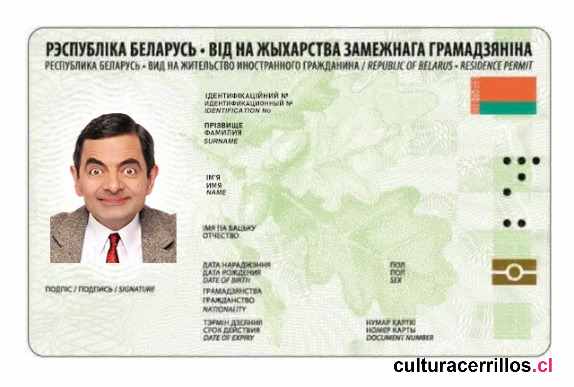 РЭСПУБЛІКА БЕЛАРУСЬ • ВІД НА ЖЫХАРСТВА ЗАМЕЖНАГА ГРАМАДЗЯНІНА
РЕСПУБЛИКА БЕЛАРУСЬ • ВИД НА ЖИТЕЛЬСТВО ИНОСТРАННОГО ГРАЖДАНИНА / REPUBLIC OF BELARUS • RESIDENCE PERMIT
ІДЕНТЫФІКАЦІЙНЫЙ №
ИДЕНТИФИКАЦИОННЫЙ №
IDENTIFICATION No
ПРІЗВИЩЕ
ФАМИЛИЯ
SURNAME
ІМ'Я
ИМЯ
NAME
ІМЯ ПА БАЦЬКУ
ОТЧЕСТВО
ДАТА НАРАДЖЭННЯ
ДАТА РОЖДЕНИЯ
DATE OF BIRTH
ПОЛ
ПОЛ
SEX
ПОДПІС / ПОДПИСЬ / SIGNATURE
ГРАМАДЗЯНСТВА
ГРАЖДАНСТВО
NATIONALITY
ТЭРМІН ДЗЕЯННЯ
СРОК ДЕЙСТВИЯ
DATE OF EXPIRY
НУМАР КАРТКІ
НОМЕР КАРТЫ
DOCUMENT NUMBER
culturacerrillos.cl